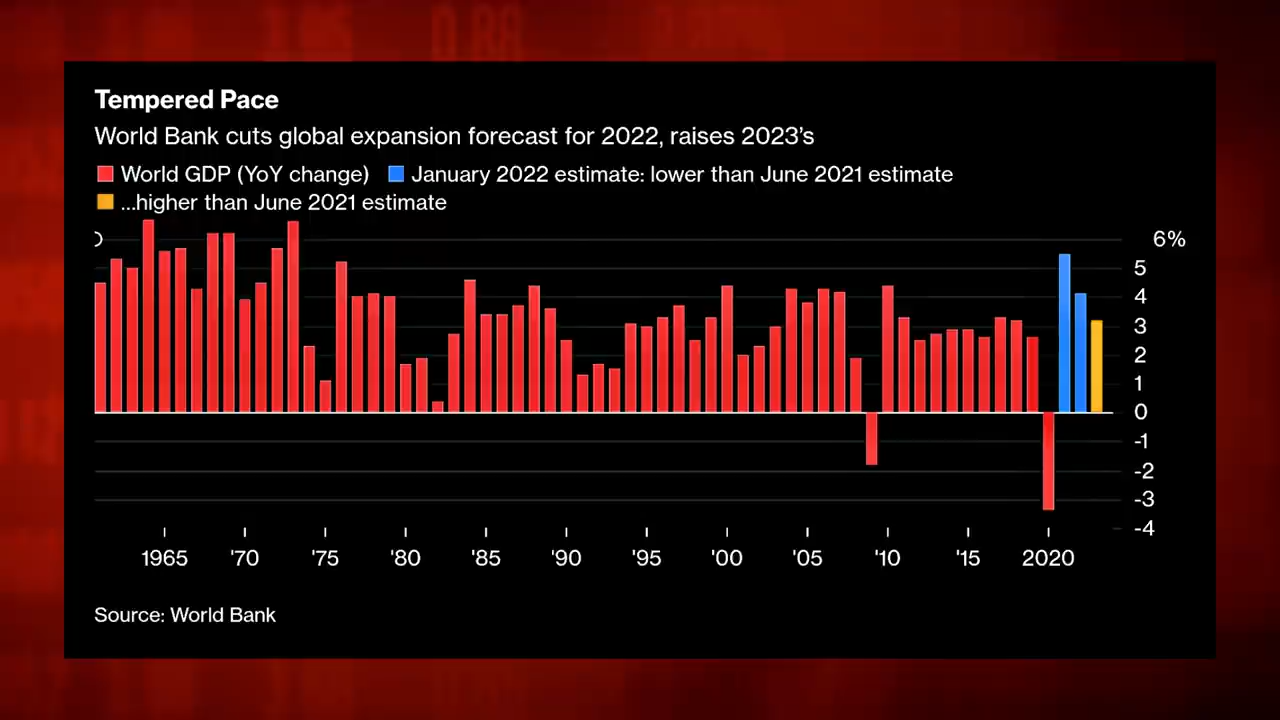 Tempered Pace
World Bank cuts global expansion forecast for 2022, raises 2023's
World GDP (YoY change) January 2022 estimate: lower than June 2021 estimate
...higher than June 2021 estimate
6%
5
4
3
2
1
0
-1
-2
-3
-4
1965 '70 '75 '80 '85 '90 '95 '00 '05 '10 '15 2020
Source: World Bank